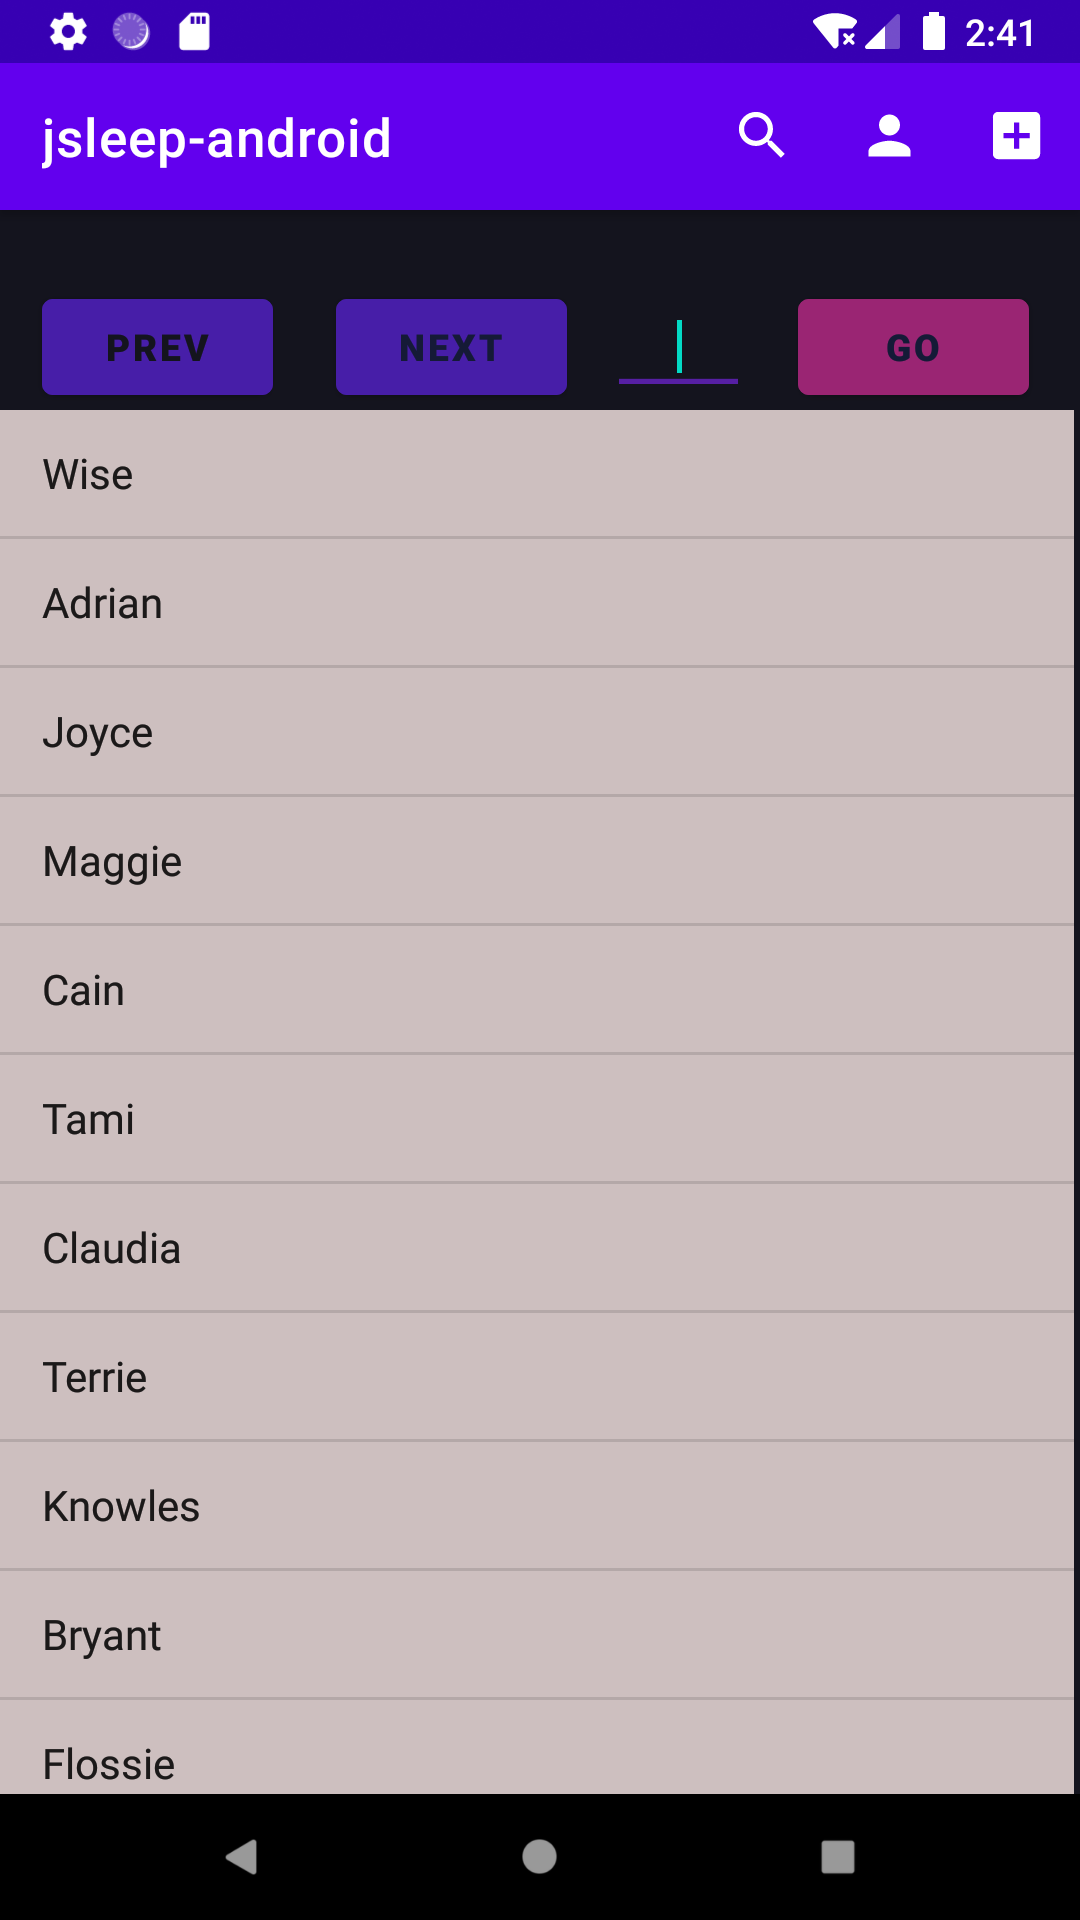 2:41
jsleep-android
PREV NEXT GO
Wise
Adrian
Joyce
Maggie
Cain
Tami
Claudia
Terrie
Knowles
Bryant
Flossie